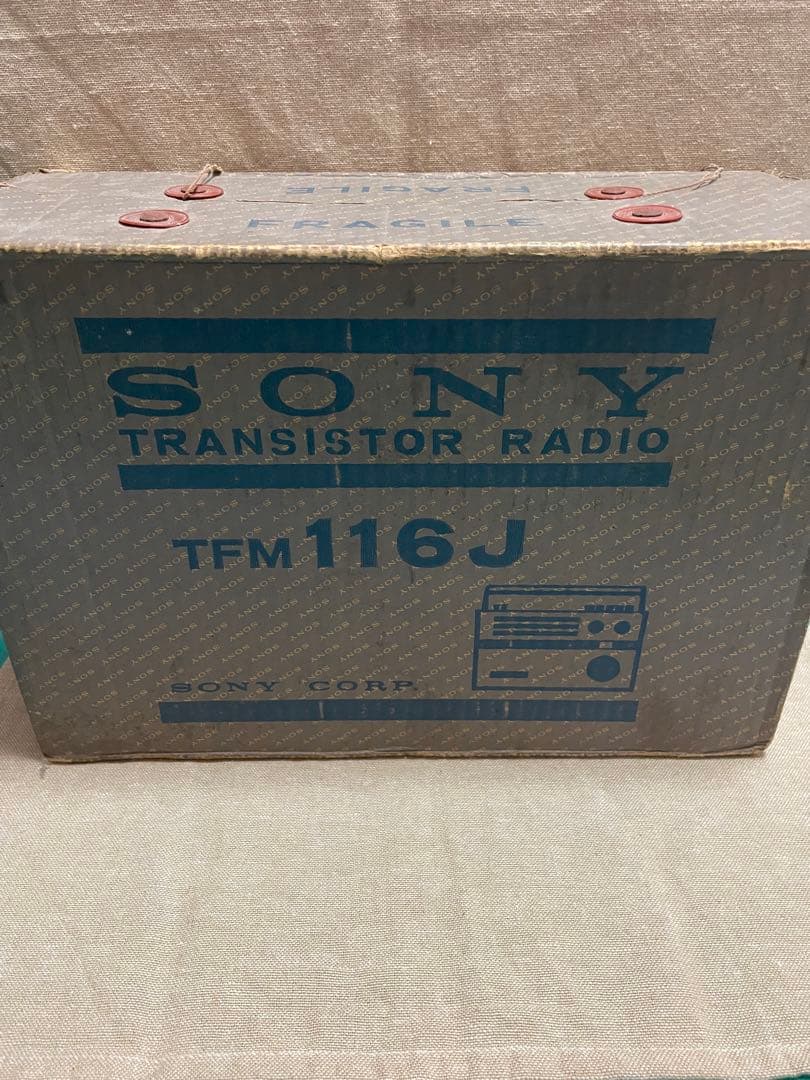 FRAGILE
FRAGILE
SONY
TRANSISTOR RADIO
TFM 116J
SONY CORP.